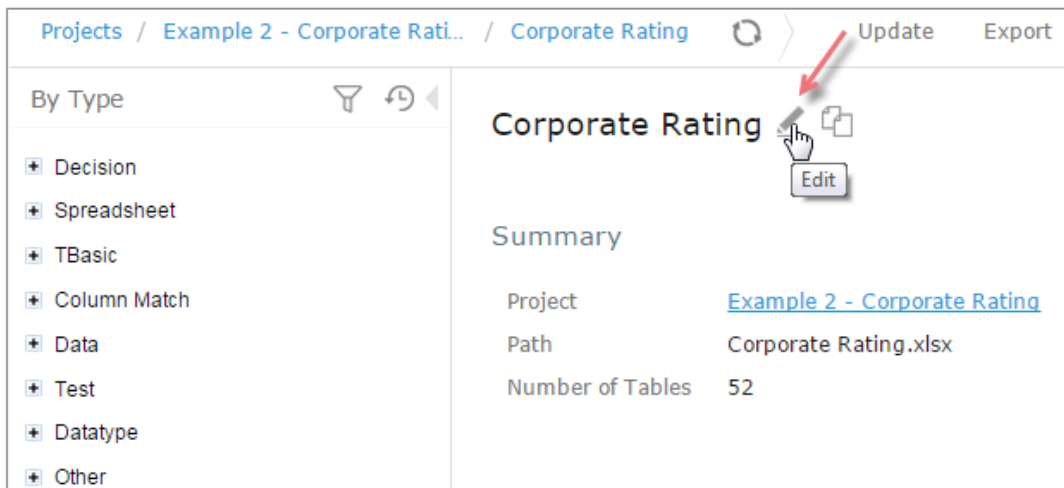 Projects / Example 2 - Corporate Rati... / Corporate Rating Update Export
By Type
Decision
Spreadsheet
TBasic
Column Match
Data
Test
Datatype
Other
Corporate Rating
Edit
Summary
Project Example 2 - Corporate Rating
Path Corporate Rating.xlsx
Number of Tables 52